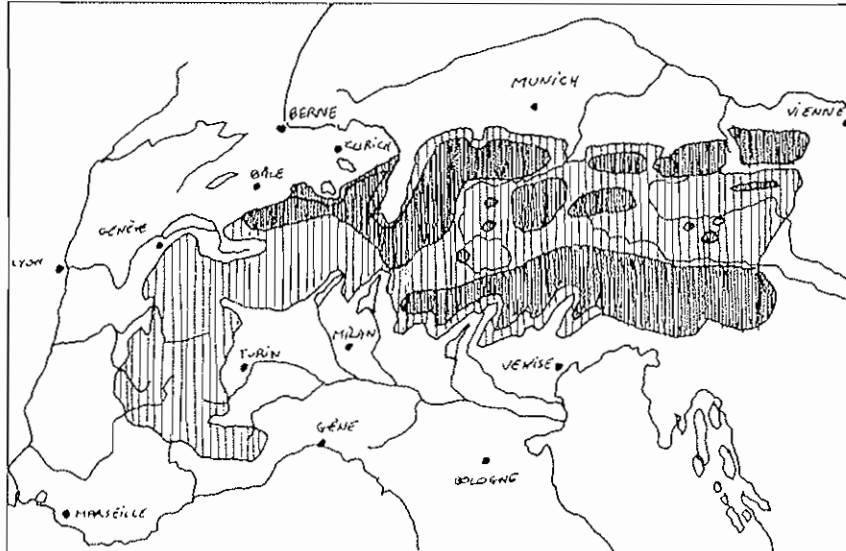 MUNICH
VIENNE
BERNE
ZURICH
BÂLE
GENÈVE
LYON
MILAN
TURIN
VENISE
GÊNE
BOLOGNE
MARSEILLE